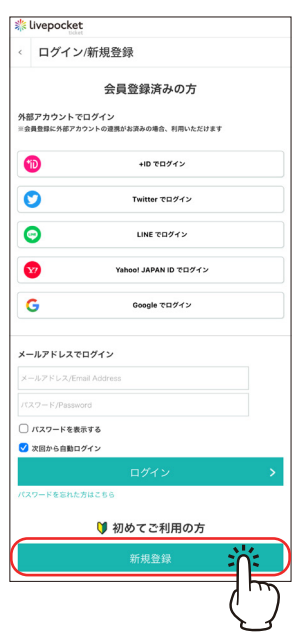 livepocket
ticket
ログイン/新規登録
会員登録済みの方
外部アカウントでログイン
※会員登録に外部アカウントの連携がお済みの場合、利用いただけます
+ID
+ID でログイン
Twitter でログイン
LINE
LINE でログイン
Y?
Yahoo! JAPAN ID でログイン
G
Google でログイン
メールアドレスでログイン
メールアドレス/Email Address
パスワード/Password
パスワードを表示する
次回から自動ログイン
ログイン
パスワードを忘れた方はこちら
初めてご利用の方
新規登録